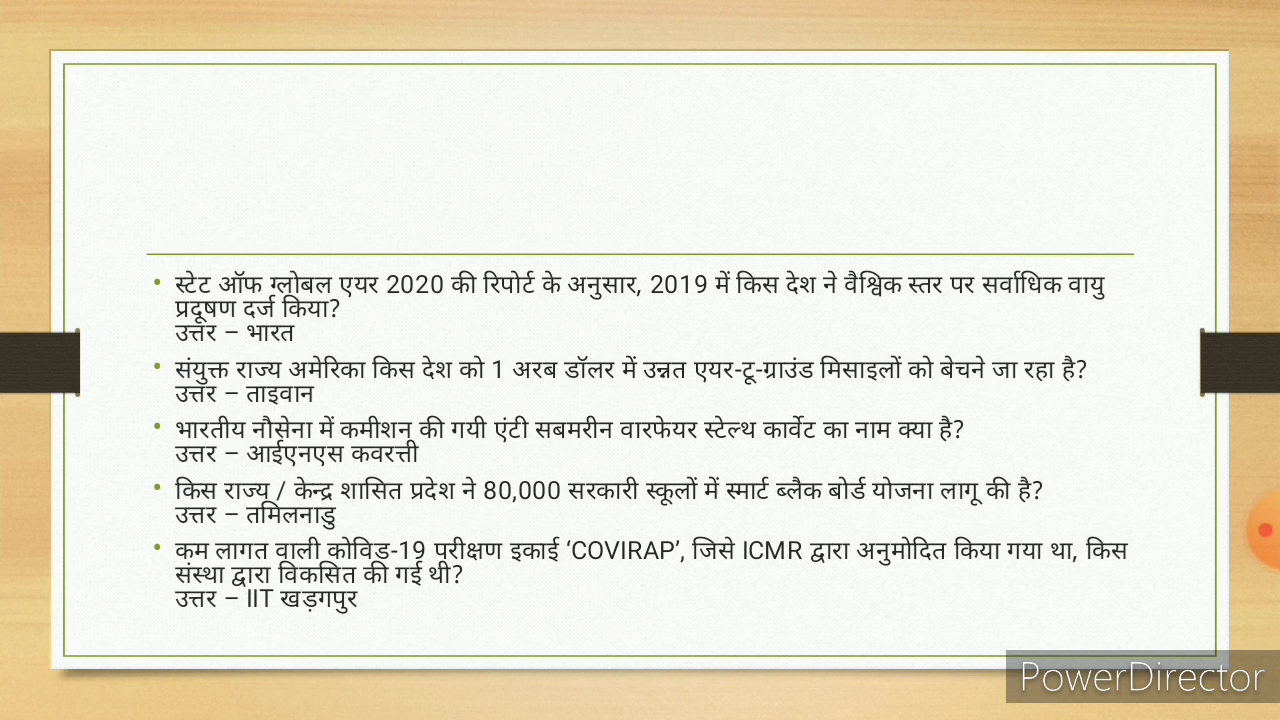 • स्टेट ऑफ ग्लोबल एयर 2020 की रिपोर्ट के अनुसार, 2019 में किस देश ने वैश्विक स्तर पर सर्वाधिक वायु
प्रदूषण दर्ज किया?
उत्तर – भारत
• संयुक्त राज्य अमेरिका किस देश को 1 अरब डॉलर में उन्नत एयर-टू-ग्राउंड मिसाइलों को बेचने जा रहा है?
उत्तर – ताइवान
• भारतीय नौसेना में कमीशन की गयी एंटी सबमरीन वारफेयर स्टेल्थ कार्वेट का नाम क्या है?
उत्तर – आईएनएस कवरत्ती
• किस राज्य / केन्द्र शासित प्रदेश ने 80,000 सरकारी स्कूलों में स्मार्ट ब्लैक बोर्ड योजना लागू की है?
उत्तर – तमिलनाडु
• कम लागत वाली कोविड-19 परीक्षण इकाई ‘COVIRAP’, जिसे ICMR द्वारा अनुमोदित किया गया था, किस
संस्था द्वारा विकसित की गई थी?
उत्तर – IIT खड़गपुर
PowerDirector